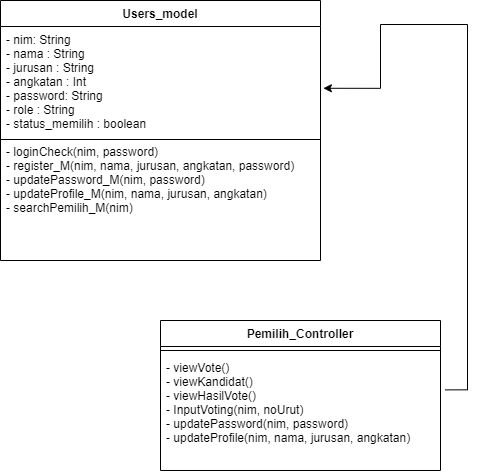 Users_model
- nim: String
- nama : String
- jurusan : String
- angkatan : Int
- password: String
- role : String
- status_memilih : boolean
- loginCheck(nim, password)
- register_M(nim, nama, jurusan, angkatan, password)
- updatePassword_M(nim, password)
- updateProfile_M(nim, nama, jurusan, angkatan)
- searchPemilih_M(nim)
Pemilih_Controller
- viewVote()
- viewKandidat()
- viewHasilVote()
- InputVoting(nim, noUrut)
- updatePassword(nim, password)
- updateProfile(nim, nama, jurusan, angkatan)